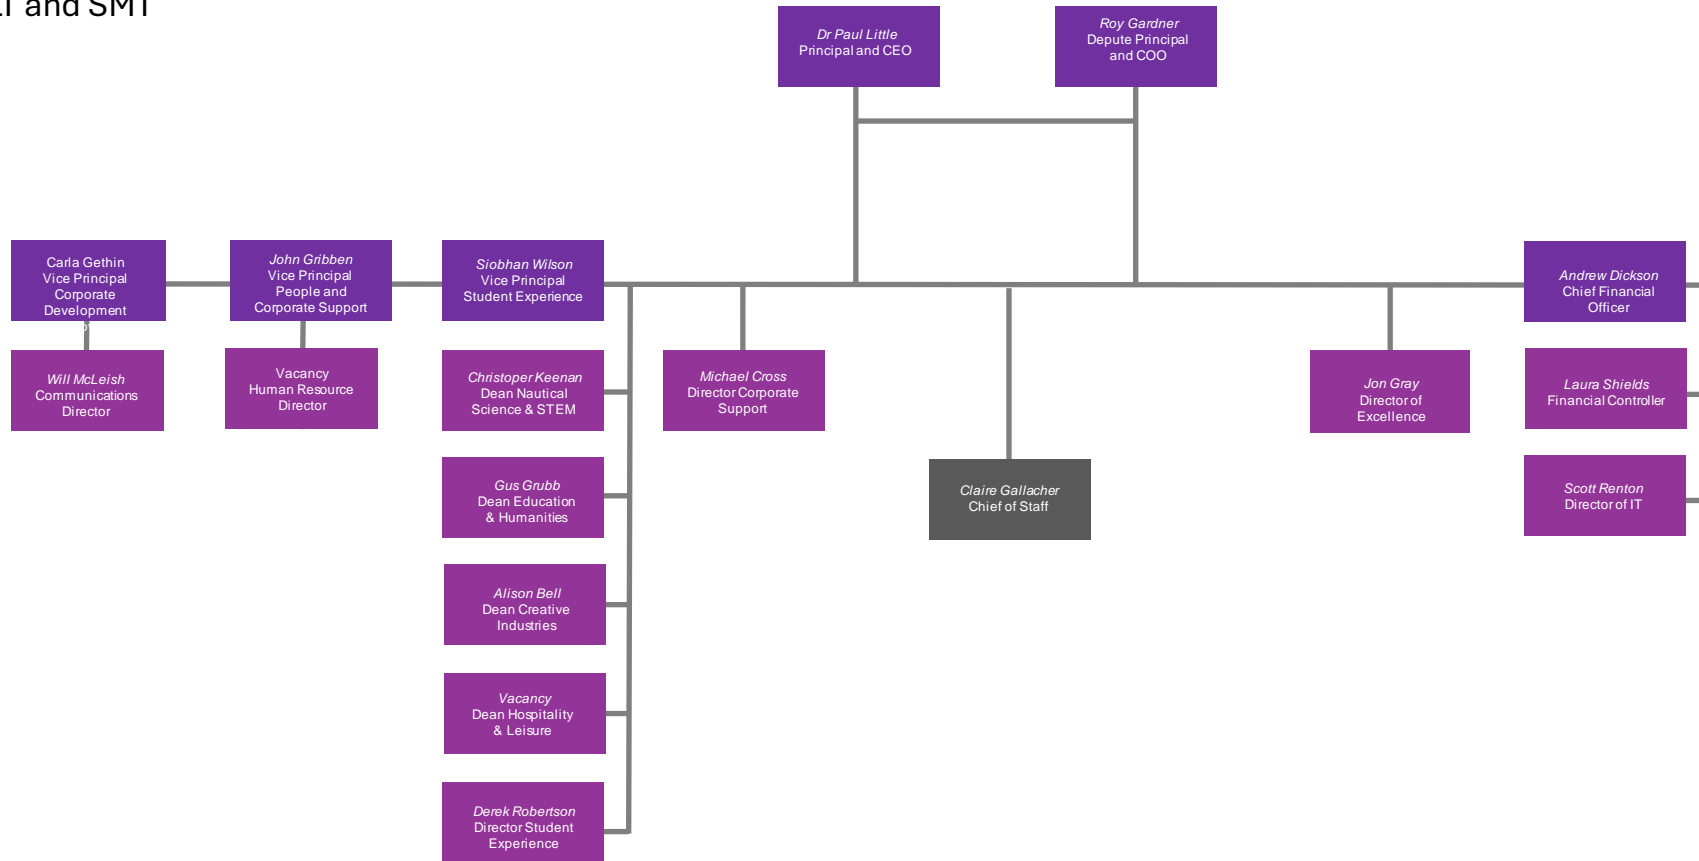 and SMT
Dr Paul Little
Principal and CEO
Roy Gardner
Depute Principal
and COO
Carla Gethin
Vice Principal
Corporate
Development
John Gribben
Vice Principal
People and
Corporate Support
Siobhan Wilson
Vice Principal
Student Experience
Andrew Dickson
Chief Financial
Officer
Will McLeish
Communications
Director
Vacancy
Human Resource
Director
Christoper Keenan
Dean Nautical
Science & STEM
Michael Cross
Director Corporate
Support
Jon Gray
Director of
Excellence
Laura Shields
Financial Controller
Gus Grubb
Dean Education
& Humanities
Claire Gallacher
Chief of Staff
Scott Renton
Director of IT
Alison Bell
Dean Creative
Industries
Vacancy
Dean Hospitality
& Leisure
Derek Robertson
Director Student
Experience